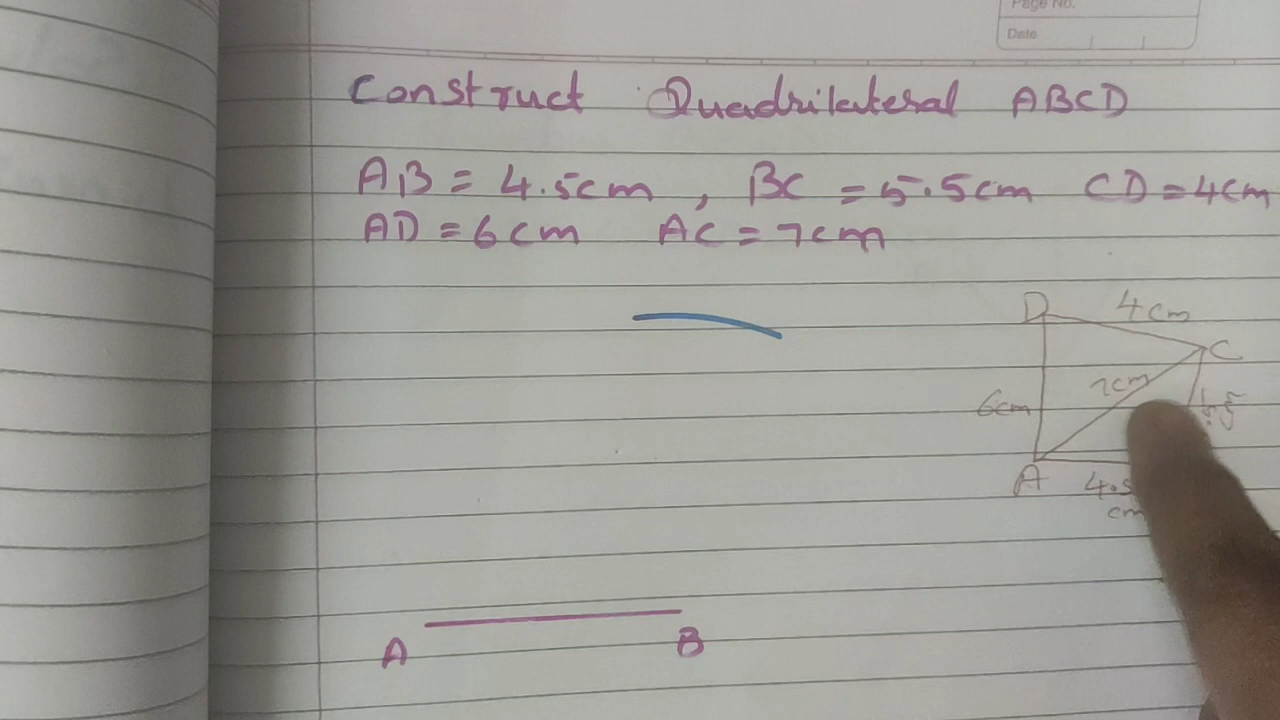 Page No.
Date
Construct Quadrilateral ABCD
AB = 4.5cm , BC = 5.5cm CD = 4cm
AD = 6cm AC = 7cm
D 4cm
C
7cm
6cm
A
cm
A B